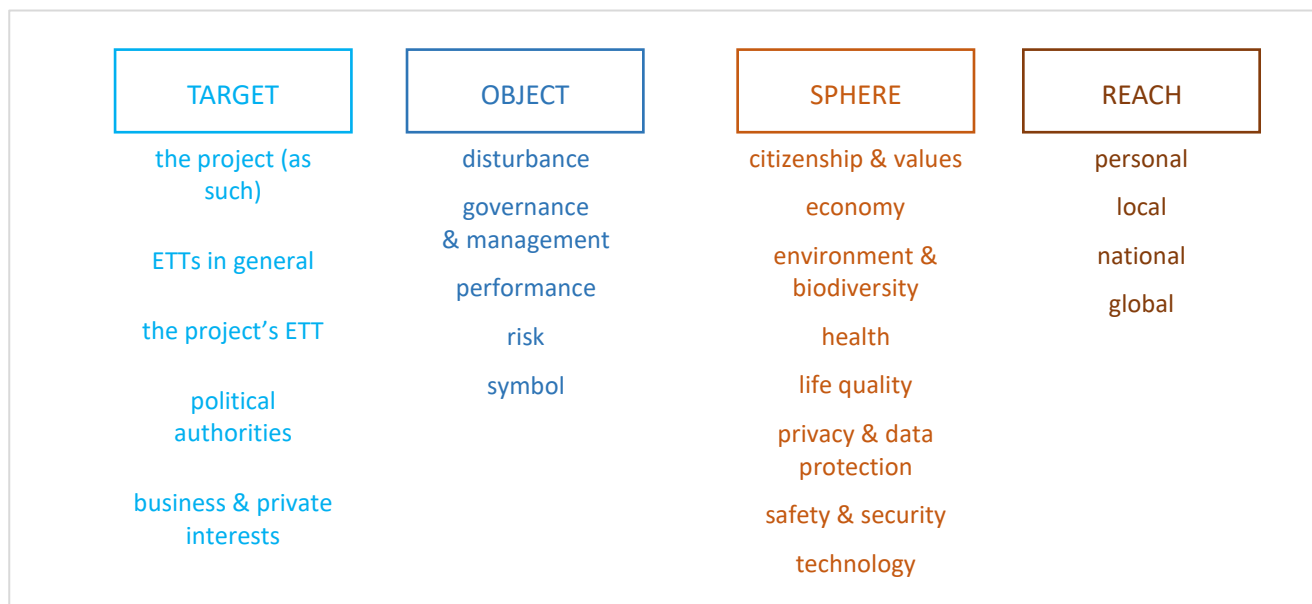 TARGET
the project (as
such)
ETTs in general
the project’s ETT
political
authorities
business & private
interests
OBJECT
disturbance
governance
& management
performance
risk
symbol
SPHERE
citizenship & values
economy
environment &
biodiversity
health
life quality
privacy & data
protection
safety & security
technology
REACH
personal
local
national
global